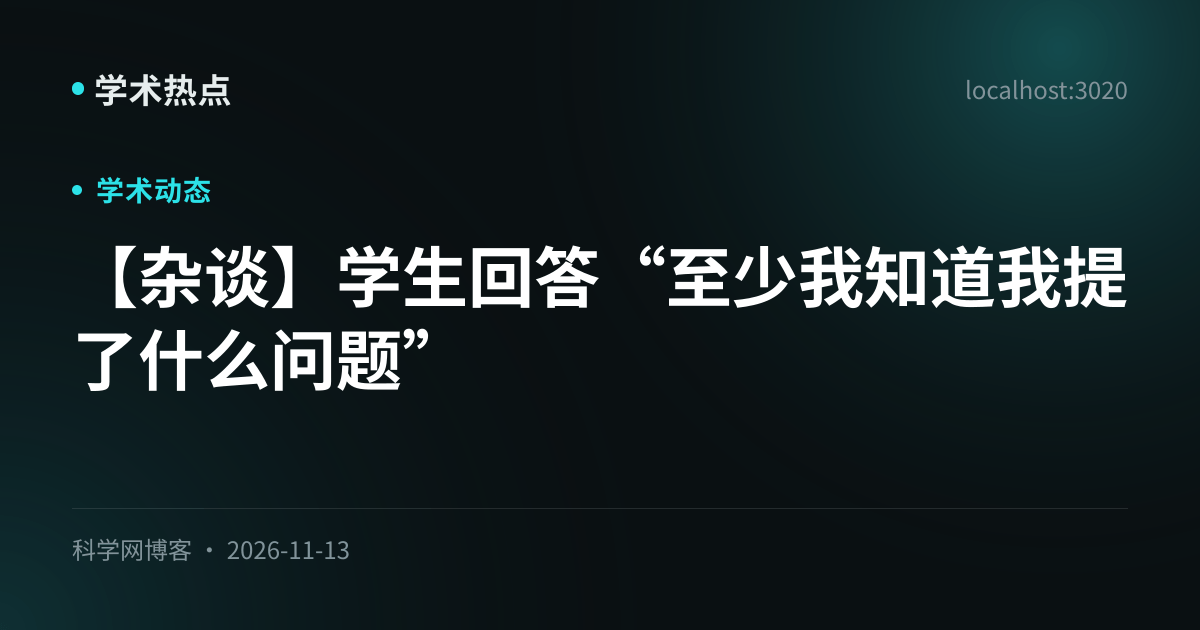 学术热点
localhost:3020
学术动态
【杂谈】学生回答“至少我知道我提
了什么问题”
科学网博客 · 2026-11-13